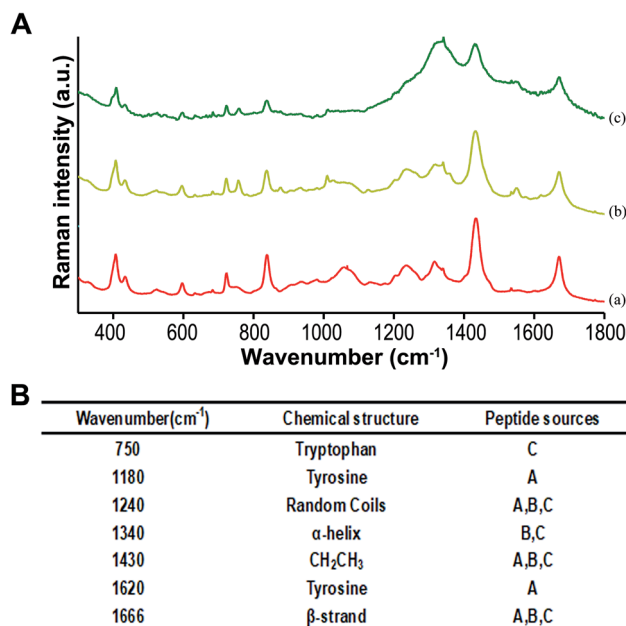 A
Raman intensity (a.u.)
(c)
(b)
(a)
400 600 800 1000 1200 1400 1600 1800
Wavenumber (cm⁻¹)
B
Wavenumber(cm⁻¹) Chemical structure Peptide sources
750 Tryptophan C
1180 Tyrosine A
1240 Random Coils A,B,C
1340 α-helix B,C
1430 CH₂CH₃ A,B,C
1620 Tyrosine A
1666 β-strand A,B,C